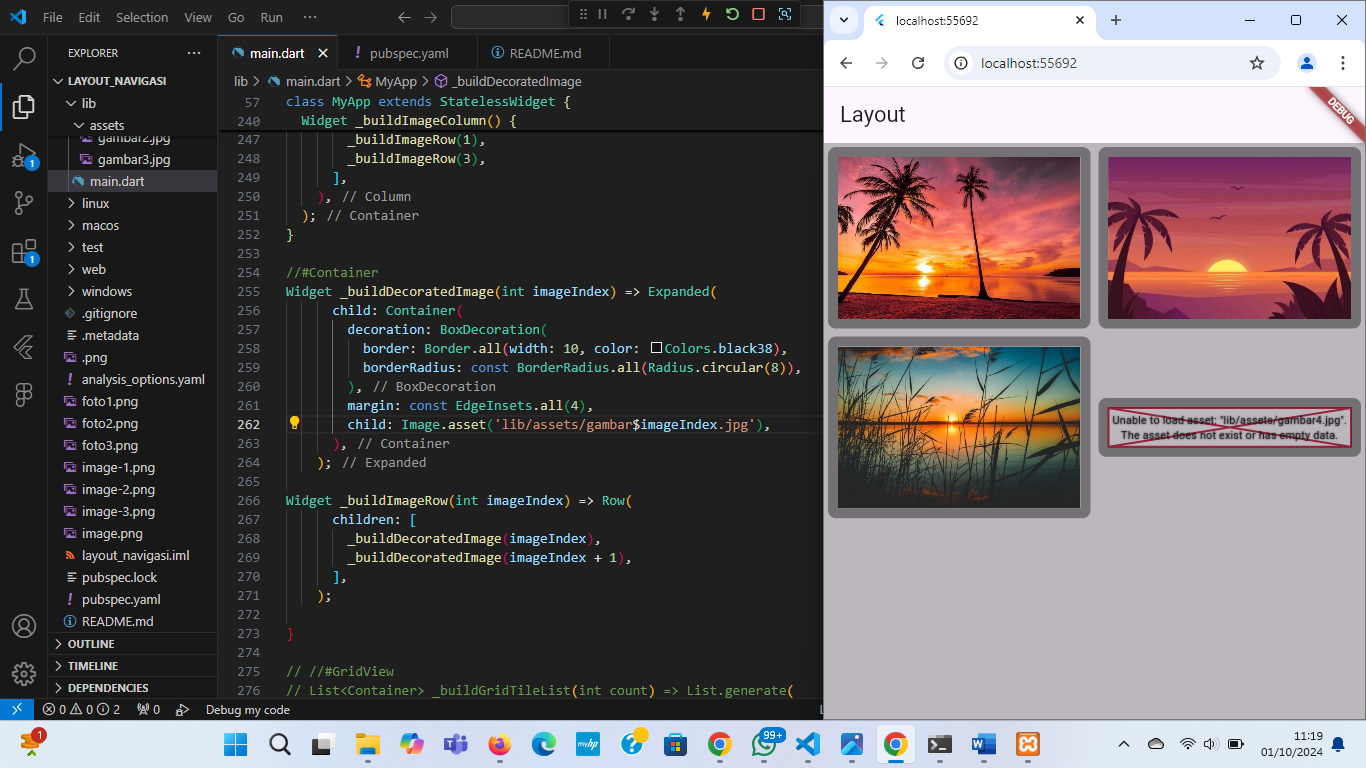 File Edit Selection View Go Run ···
EXPLORER ···
LAYOUT_NAVIGASI
lib
assets
gambar2.jpg
gambar3.jpg
main.dart
linux
macos
test
web
windows
.gitignore
.metadata
.png
analysis_options.yaml
foto1.png
foto2.png
foto3.png
image-1.png
image-2.png
image-3.png
image.png
layout_navigasi.iml
pubspec.lock
pubspec.yaml
README.md
OUTLINE
TIMELINE
DEPENDENCIES
1
1
main.dart
pubspec.yaml
README.md
lib > main.dart > MyApp > _buildDecoratedImage
57 class MyApp extends StatelessWidget {
240 Widget _buildImageColumn() {
247 _buildImageRow(1),
248 _buildImageRow(3),
249 ],
250 ), // Column
251 ); // Container
252 }
253
254 //#Container
255 Widget _buildDecoratedImage(int imageIndex) => Expanded(
256 child: Container(
257 decoration: BoxDecoration(
258 border: Border.all(width: 10, color: Colors.black38),
259 borderRadius: const BorderRadius.all(Radius.circular(8)),
260 ), // BoxDecoration
261 margin: const EdgeInsets.all(4),
262 child: Image.asset('lib/assets/gambar$imageIndex.jpg'),
263 ), // Container
264 ); // Expanded
265
266 Widget _buildImageRow(int imageIndex) => Row(
267 children: [
268 _buildDecoratedImage(imageIndex),
269 _buildDecoratedImage(imageIndex + 1),
270 ],
271 );
272
273 }
274
275 // //#GridView
276 // List<Container> _buildGridTileList(int count) => List.generate(
0 0 2 0 Debug my code
localhost:55692
localhost:55692
Layout
DEBUG
Unable to load asset: "lib/assets/gambar4.jpg".
The asset does not exist or has empty data.
1
myhp
99+
11:19
01/10/2024